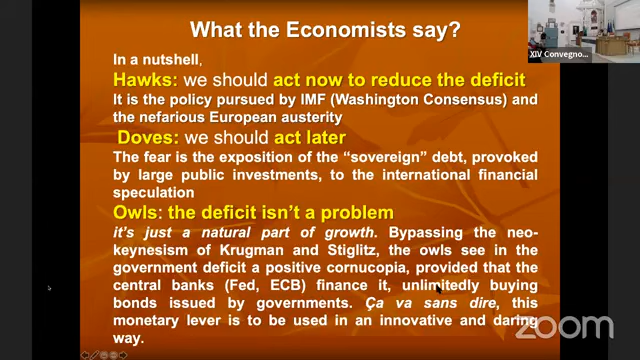 What the Economists say?
XIV Convegno...
In a nutshell,
Hawks: we should act now to reduce the deficit
It is the policy pursued by IMF (Washington Consensus) and
the nefarious European austerity
Doves: we should act later
The fear is the exposition of the “sovereign” debt, provoked
by large public investments, to the international financial
speculation
Owls: the deficit isn’t a problem
it’s just a natural part of growth. Bypassing the neo-
keynesism of Krugman and Stiglitz, the owls see in the
government deficit a positive cornucopia, provided that the
central banks (Fed, ECB) finance it, unlimitedly buying
bonds issued by governments. Ça va sans dire, this
monetary lever is to be used in an innovative and daring
way.
zoom